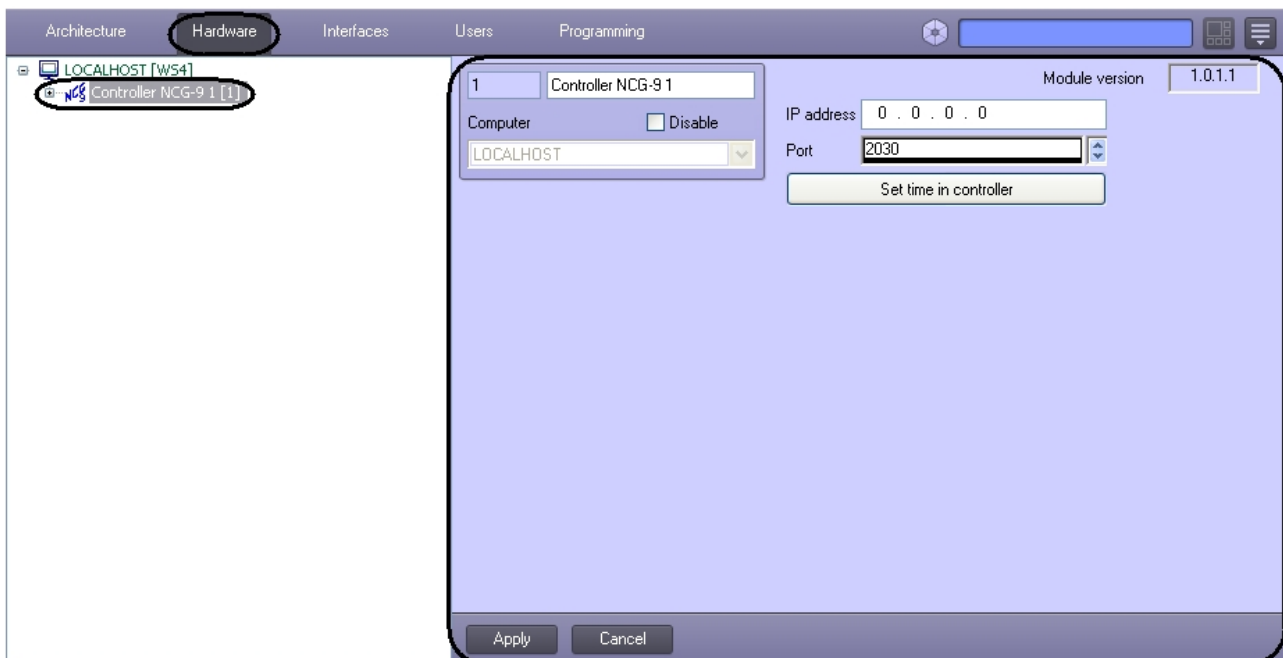 Architecture Hardware Interfaces Users Programming
LOCALHOST [WS4]
NCG Controller NCG-9 1 [1]
1 Controller NCG-9 1
Computer Disable
LOCALHOST
Module version 1.0.1.1
IP address 0 . 0 . 0 . 0
Port 2030
Set time in controller
Apply Cancel